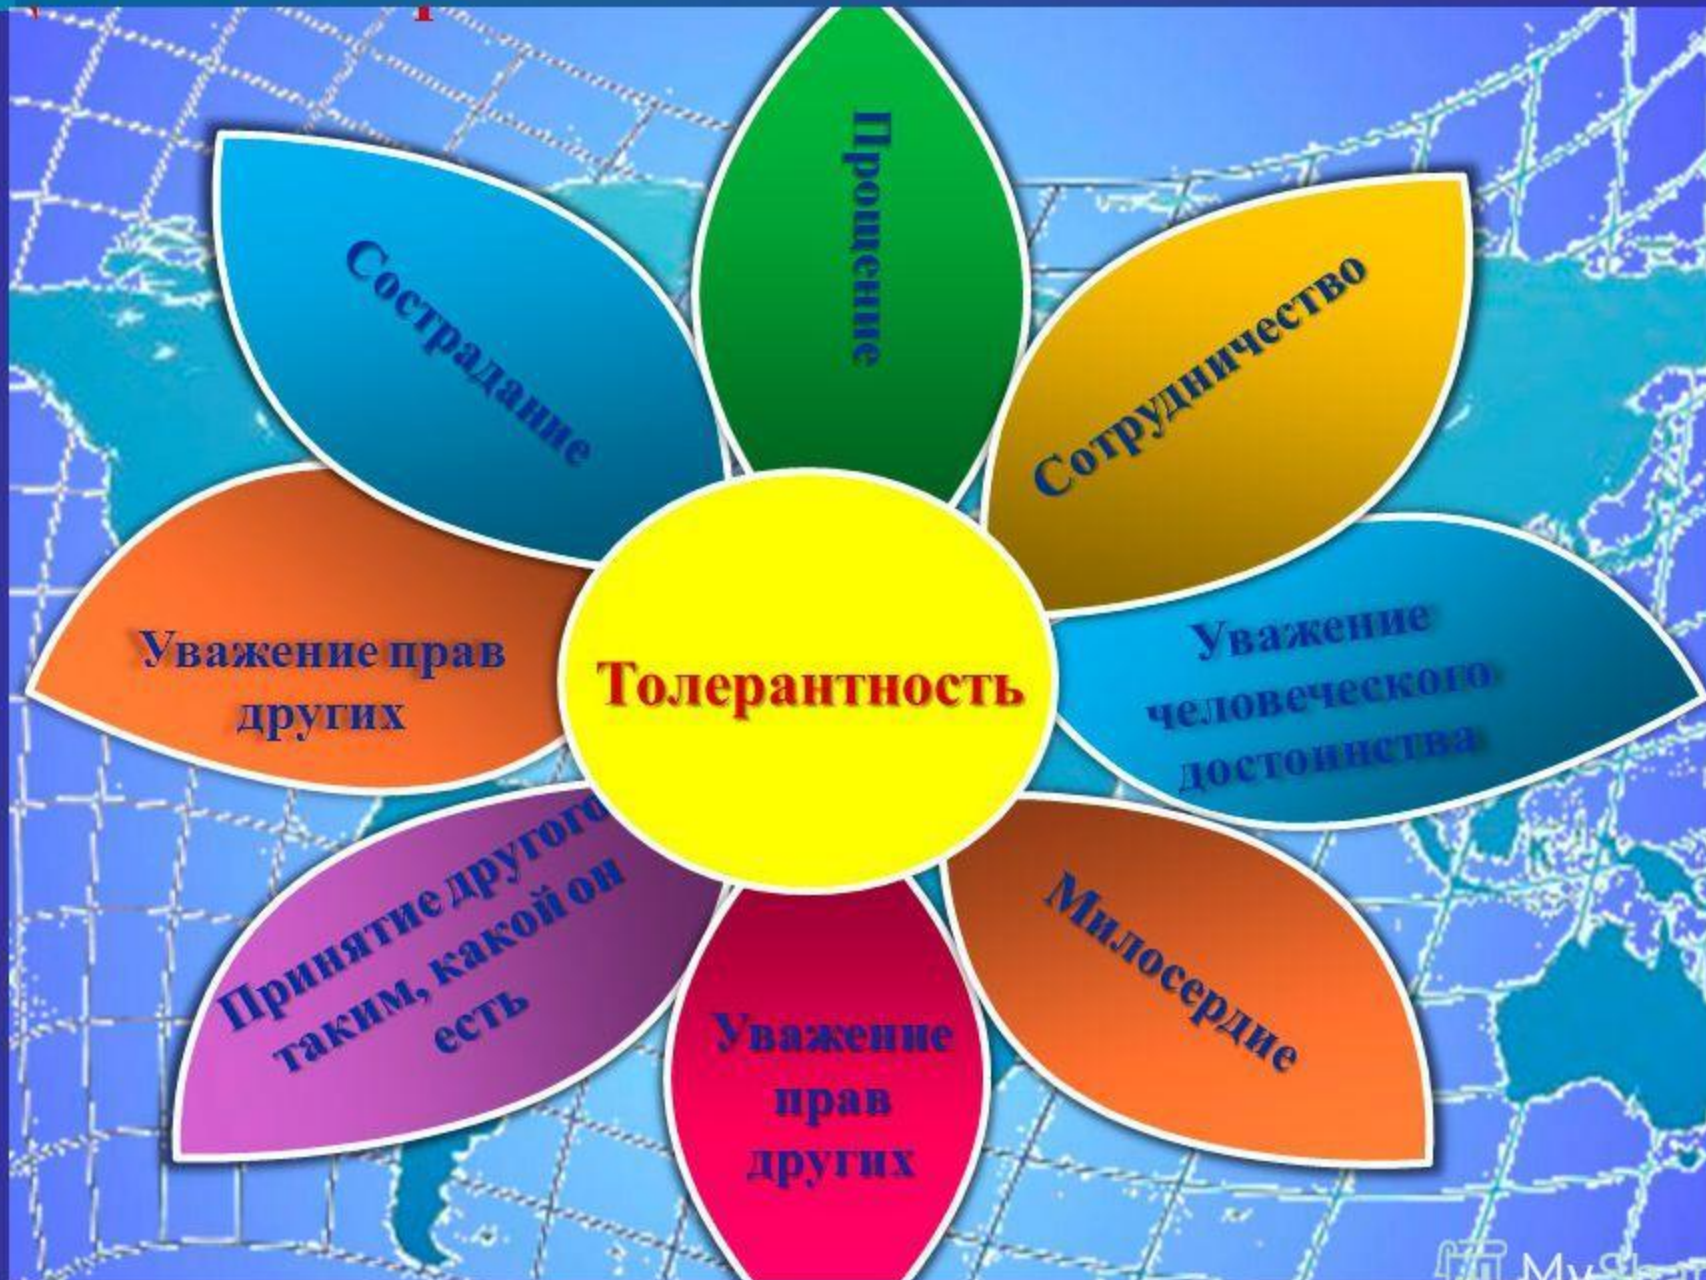 Прощение
Сострадание
Сотрудничество
Уважение прав
других
Толерантность
Уважение
человеческого
достоинства
Принятие другого
таким, какой он
есть
Милосердие
Уважение
прав
других